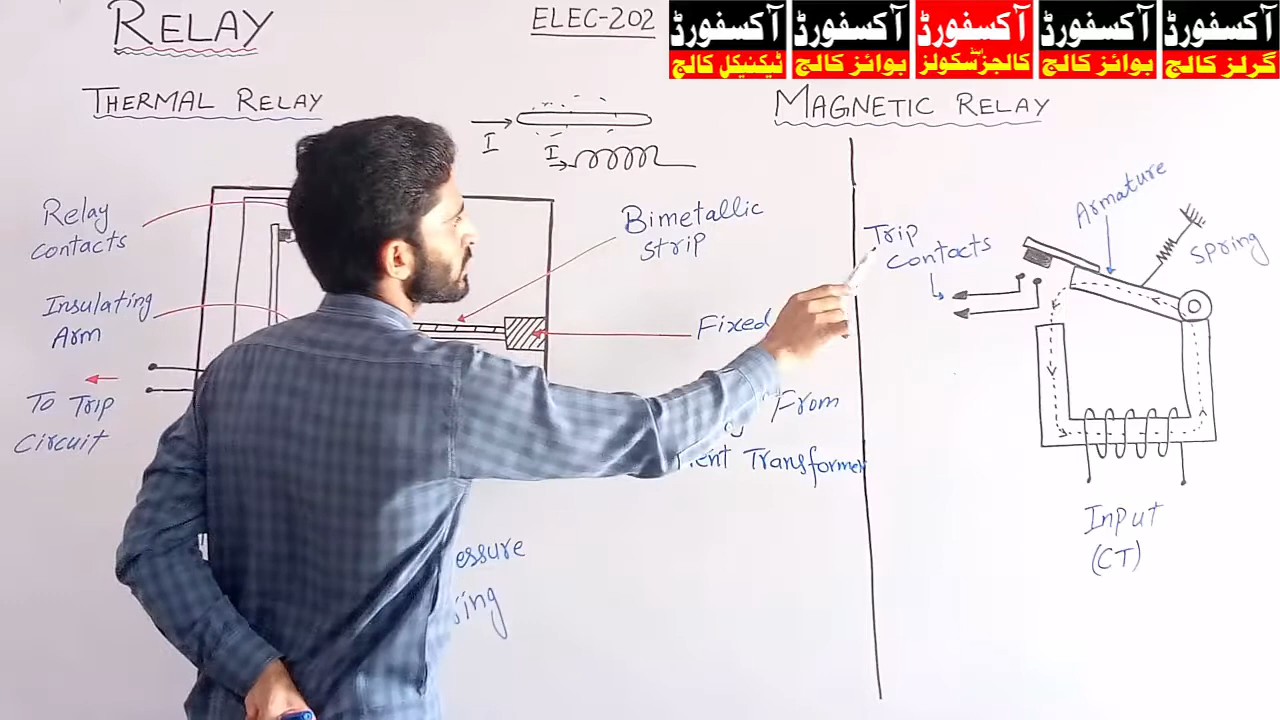 RELAY
ELEC-202
آکسفورڈ
ٹیکنیکل کالج
آکسفورڈ
بوائز کالج
آکسفورڈ
کالجز اینڈ سکولز
آکسفورڈ
بوائز کالج
آکسفورڈ
گرلز کالج
THERMAL RELAY
I
I
Relay
contacts
Insulating
Arm
To Trip
Circuit
Bimetallic
strip
Fixed
From
Transformer
MAGNETIC RELAY
Trip
contacts
Armature
Spring
Input
(CT)